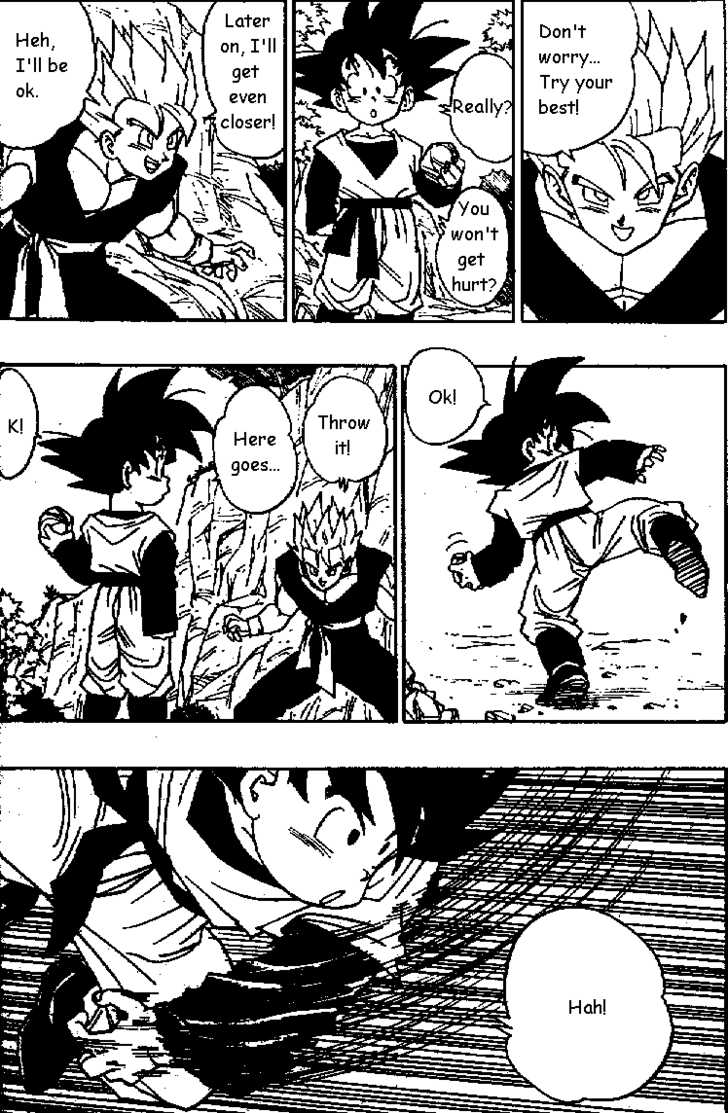 Heh,
I'll be
ok.
Later
on, I'll
get
even
closer!
Really?
You
won't
get
hurt?
Don't
worry...
Try your
best!
K!
Here
goes...
Throw
it!
Ok!
Hah!